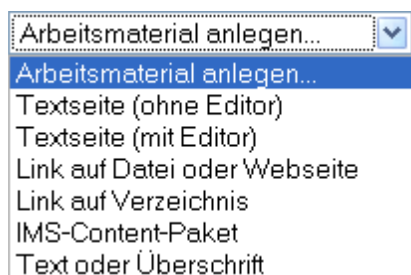 Arbeitsmaterial anlegen...
Arbeitsmaterial anlegen...
Textseite (ohne Editor)
Textseite (mit Editor)
Link auf Datei oder Webseite
Link auf Verzeichnis
IMS-Content-Paket
Text oder Überschrift